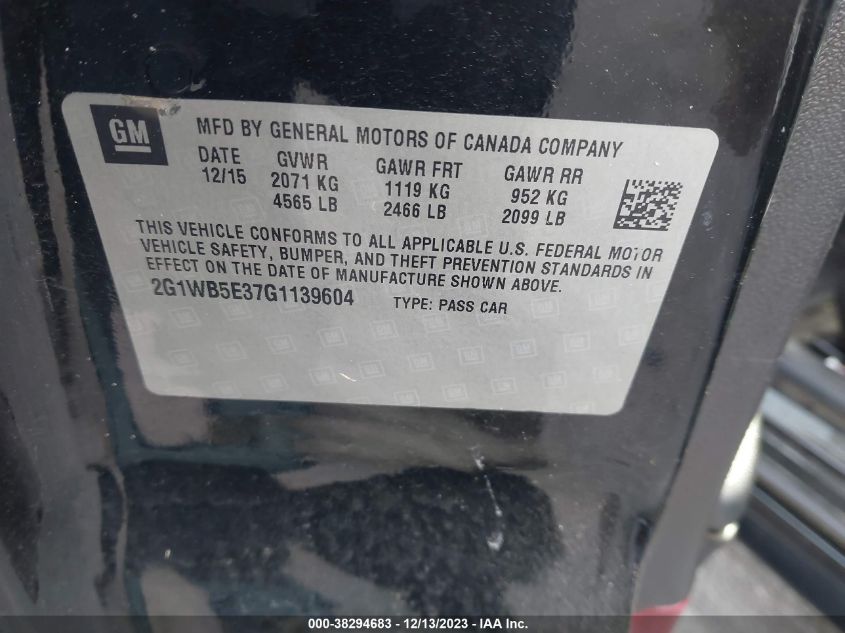 GM
MFD BY GENERAL MOTORS OF CANADA COMPANY
DATE GVWR GAWR FRT GAWR RR
12/15 2071 KG 1119 KG 952 KG
4565 LB 2466 LB 2099 LB
THIS VEHICLE CONFORMS TO ALL APPLICABLE U.S. FEDERAL MOTOR
VEHICLE SAFETY, BUMPER, AND THEFT PREVENTION STANDARDS IN
EFFECT ON THE DATE OF MANUFACTURE SHOWN ABOVE.
2G1WB5E37G1139604 TYPE: PASS CAR
000-38294683 - 12/13/2023 - IAA Inc.